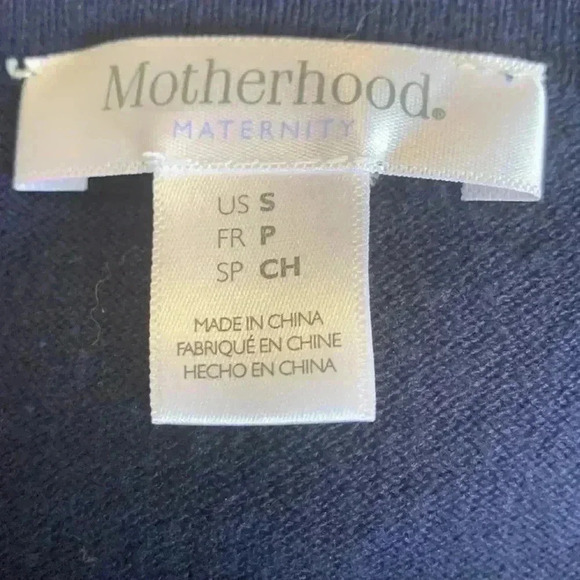 Motherhood®
MATERNITY
US S
FR P
SP CH
MADE IN CHINA
FABRIQUÉ EN CHINE
HECHO EN CHINA